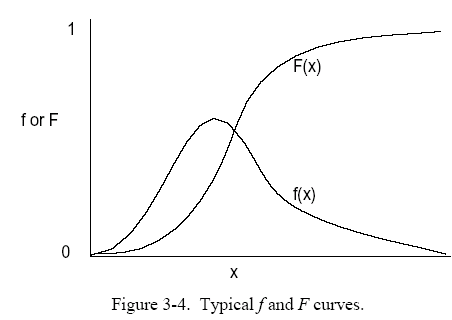 1
F(x)
f or F
f(x)
0
x
Figure 3-4. Typical f and F curves.